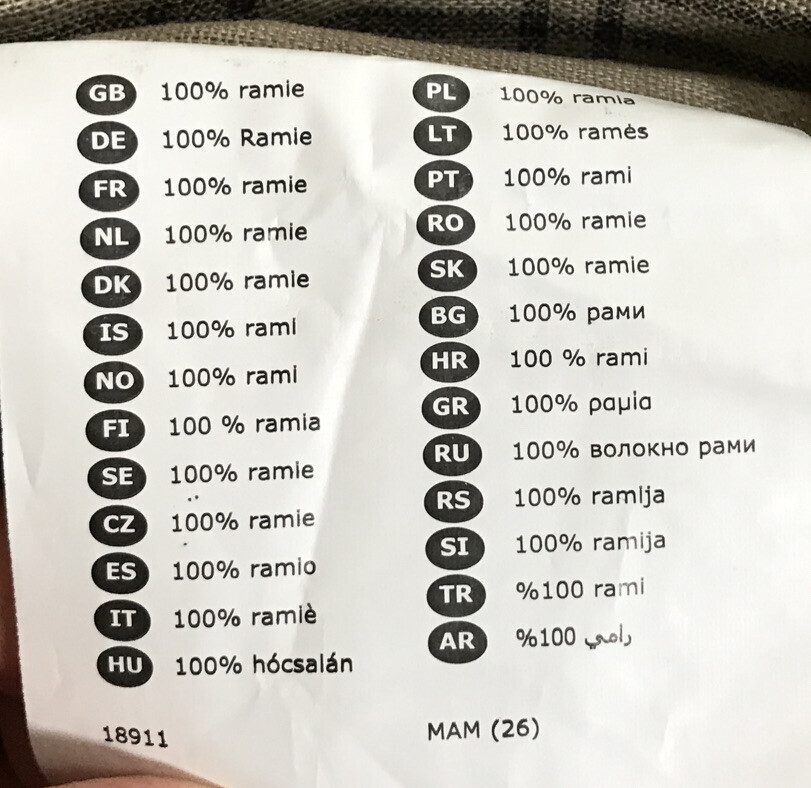 GB 100% ramie
DE 100% Ramie
FR 100% ramie
NL 100% ramie
DK 100% ramie
IS 100% rami
NO 100% rami
FI 100 % ramia
SE 100% ramie
CZ 100% ramie
ES 100% ramio
IT 100% ramiè
HU 100% hócsalán
18911
PL 100% ramia
LT 100% ramės
PT 100% rami
RO 100% ramie
SK 100% ramie
BG 100% рами
HR 100 % rami
GR 100% ραμία
RU 100% волокно рами
RS 100% ramija
SI 100% ramija
TR %100 rami
AR %100 رامي
MAM (26)